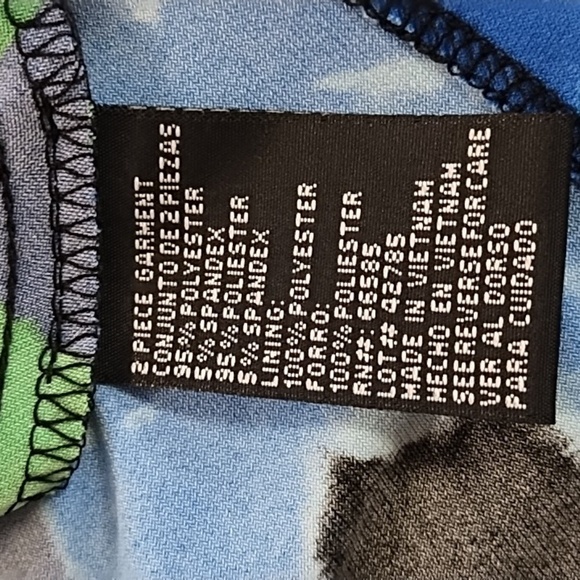 2 PIECE GARMENT
CONJUNTO DE 2 PIEZAS
95% POLYESTER
5% SPANDEX
95% POLIESTER
5% SPANDEX
LINING:
100% POLYESTER
FORRO:
100% POLIESTER
RN#: 66585
LOT# 42785
MADE IN VIETNAM
HECHO EN VIETNAM
SEE REVERSE FOR CARE
VER AL DORSO
PARA CUIDADO